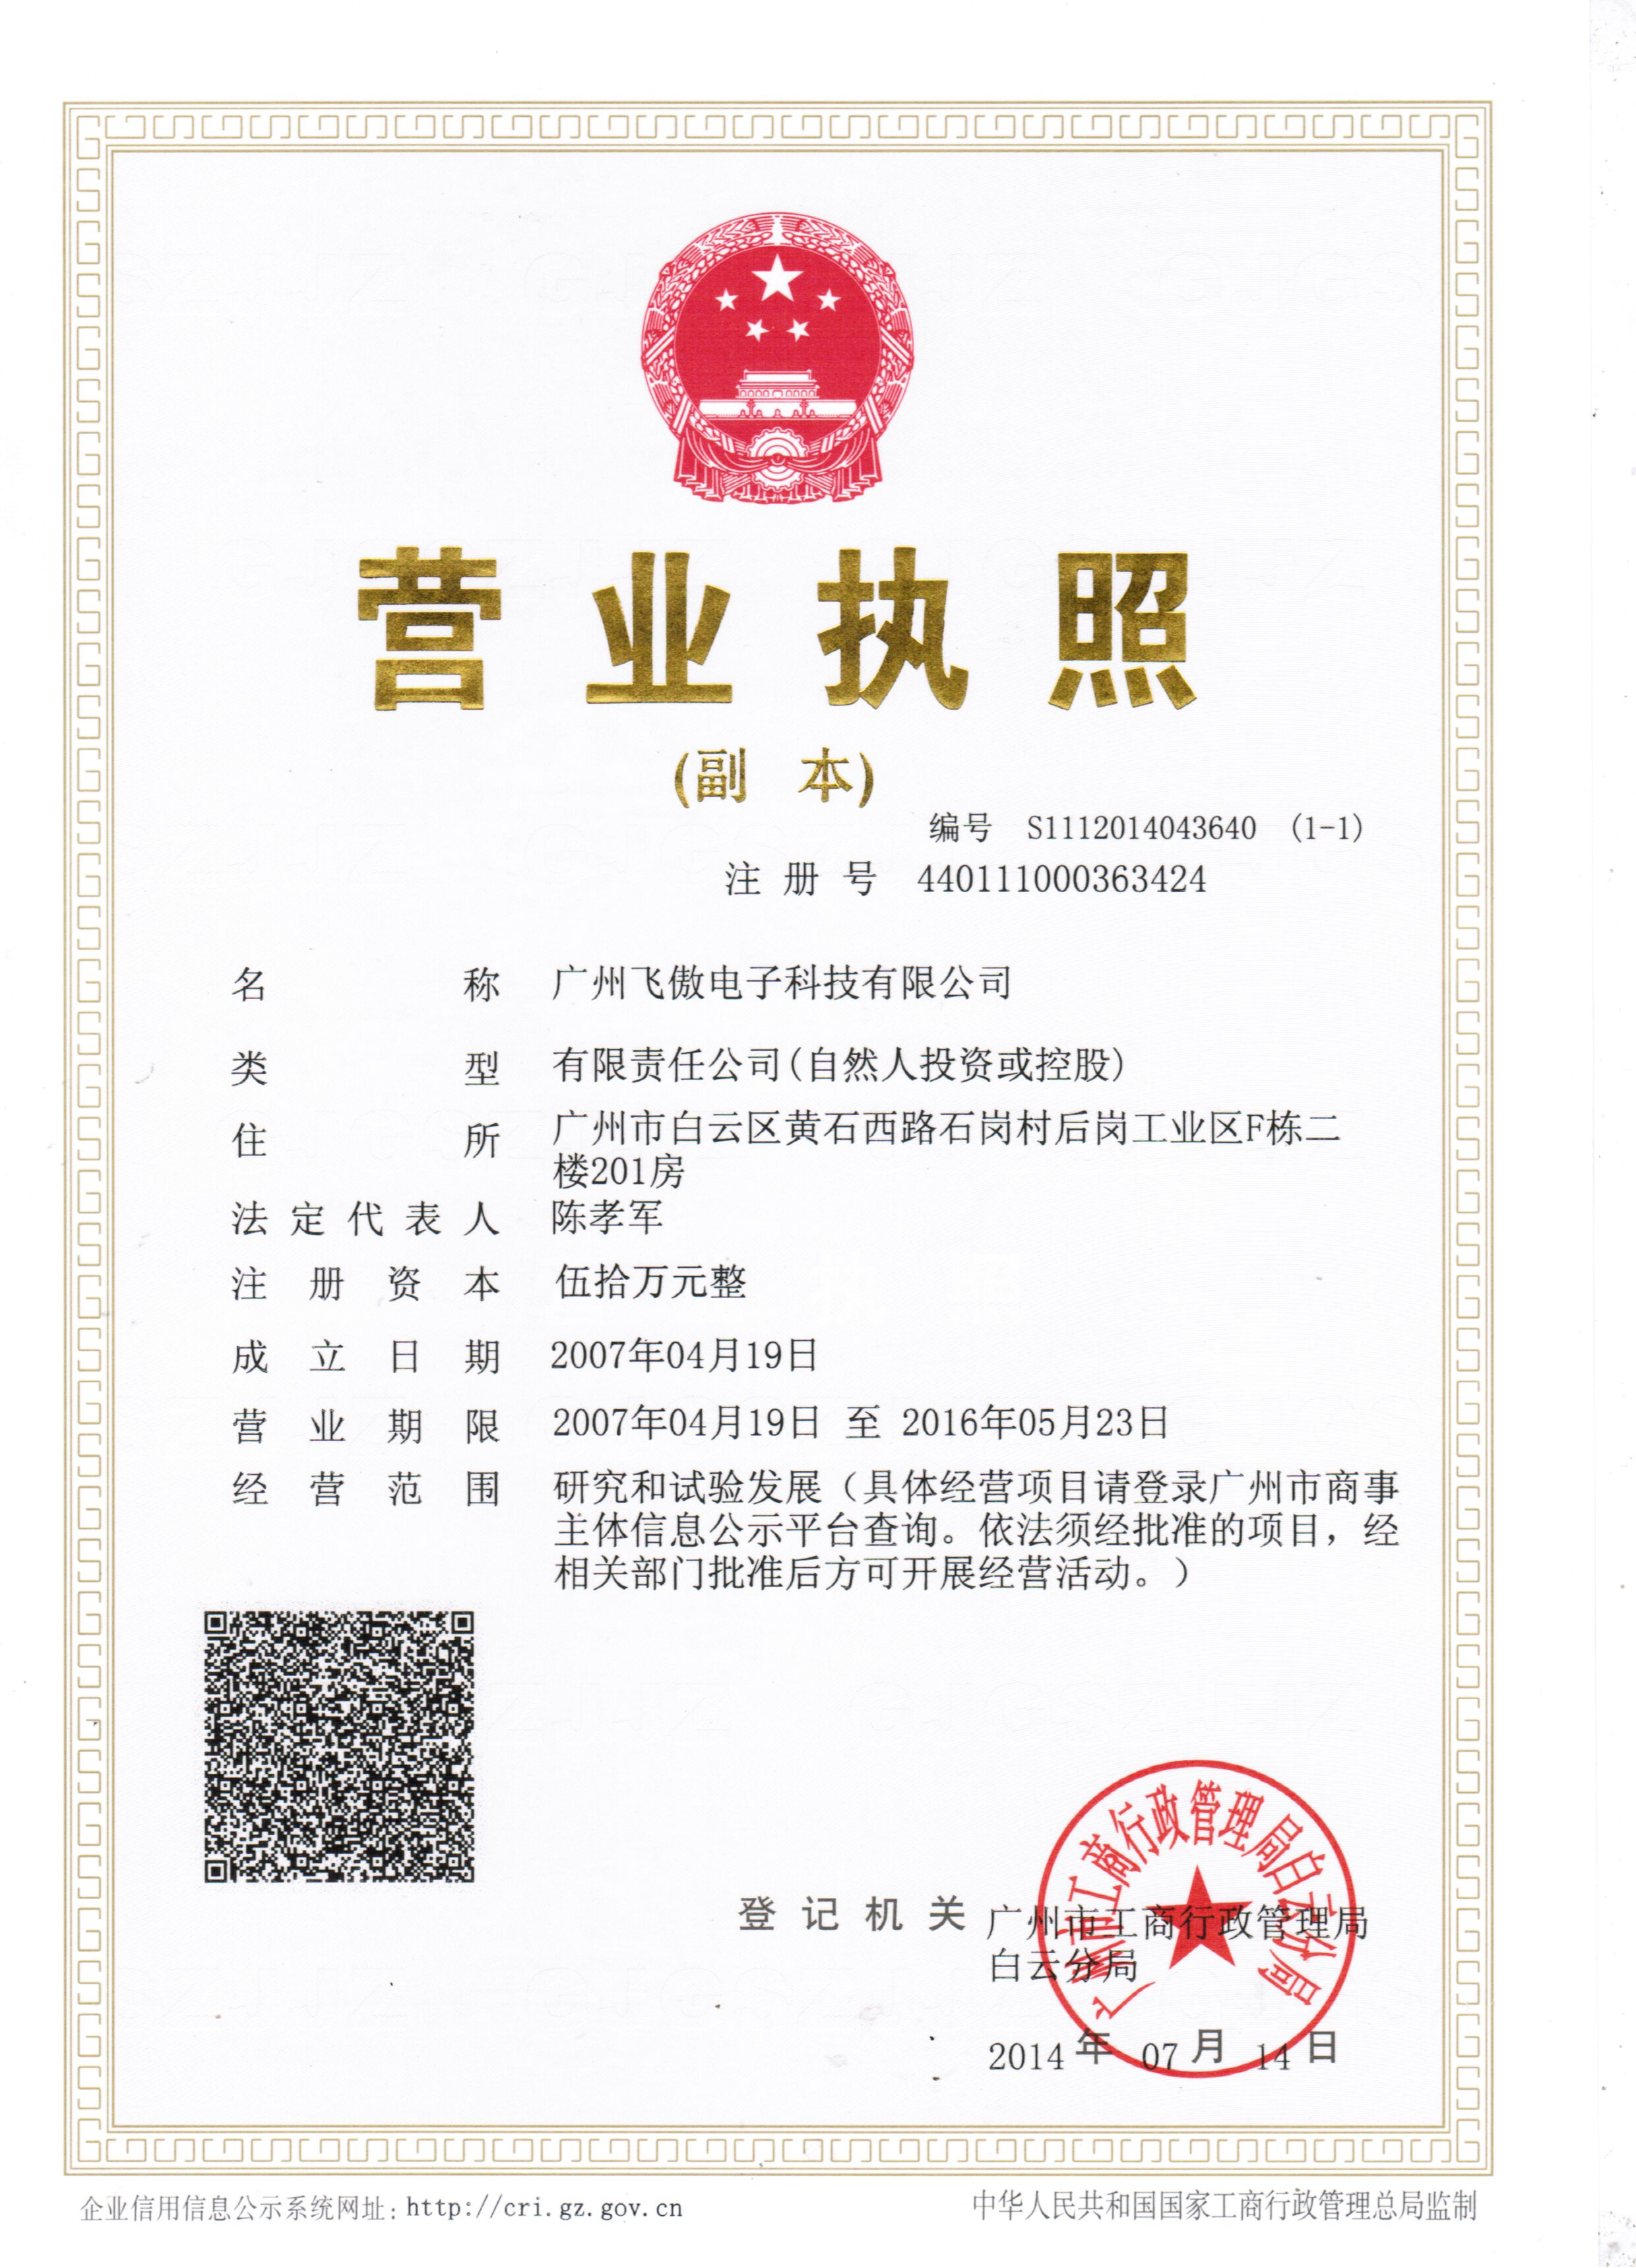 营业执照
(副 本)
编号 S1112014043640 (1-1)
注册号 440111000363424
名称 广州飞傲电子科技有限公司
类型 有限责任公司(自然人投资或控股)
住所 广州市白云区黄石西路石岗村后岗工业区F栋二
楼201房
法定代表人 陈孝军
注册资本 伍拾万元整
成立日期 2007年04月19日
营业期限 2007年04月19日 至 2016年05月23日
经营范围 研究和试验发展（具体经营项目请登录广州市商事
主体信息公示平台查询。依法须经批准的项目，经
相关部门批准后方可开展经营活动。）
广州市工商行政管理局白云分局
登记机关 广州市工商行政管理局
白云分局
2014年 07月 14日
企业信用信息公示系统网址：http://cri.gz.gov.cn
中华人民共和国国家工商行政管理总局监制